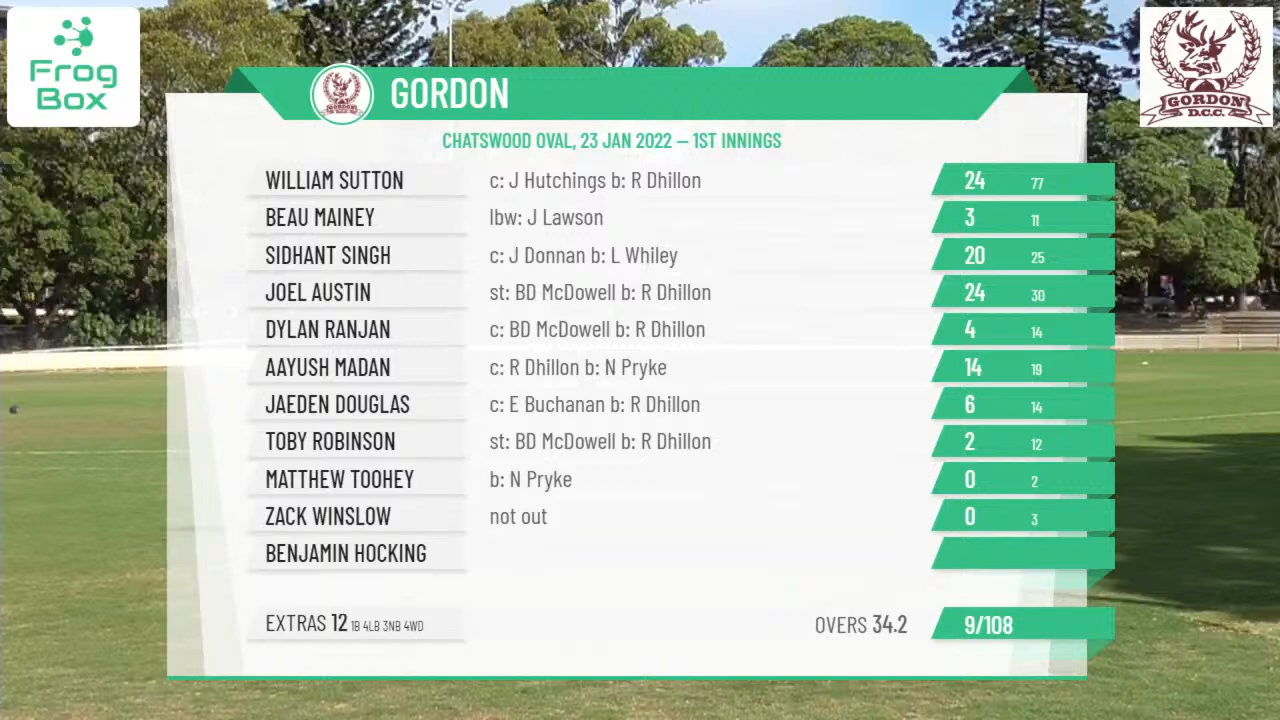 Frog
Box
GORDON
GORDON
D.C.C.
CHATSWOOD OVAL, 23 JAN 2022 – 1ST INNINGS
WILLIAM SUTTON c: J Hutchings b: R Dhillon 24 77
BEAU MAINEY lbw: J Lawson 3 11
SIDHANT SINGH c: J Donnan b: L Whiley 20 25
JOEL AUSTIN st: BD McDowell b: R Dhillon 24 30
DYLAN RANJAN c: BD McDowell b: R Dhillon 4 14
AAYUSH MADAN c: R Dhillon b: N Pryke 14 19
JAEDEN DOUGLAS c: E Buchanan b: R Dhillon 6 14
TOBY ROBINSON st: BD McDowell b: R Dhillon 2 12
MATTHEW TOOHEY b: N Pryke 0 2
ZACK WINSLOW not out 0 3
BENJAMIN HOCKING
EXTRAS 12 1B 4LB 3NB 4WD OVERS 34.2 9/108